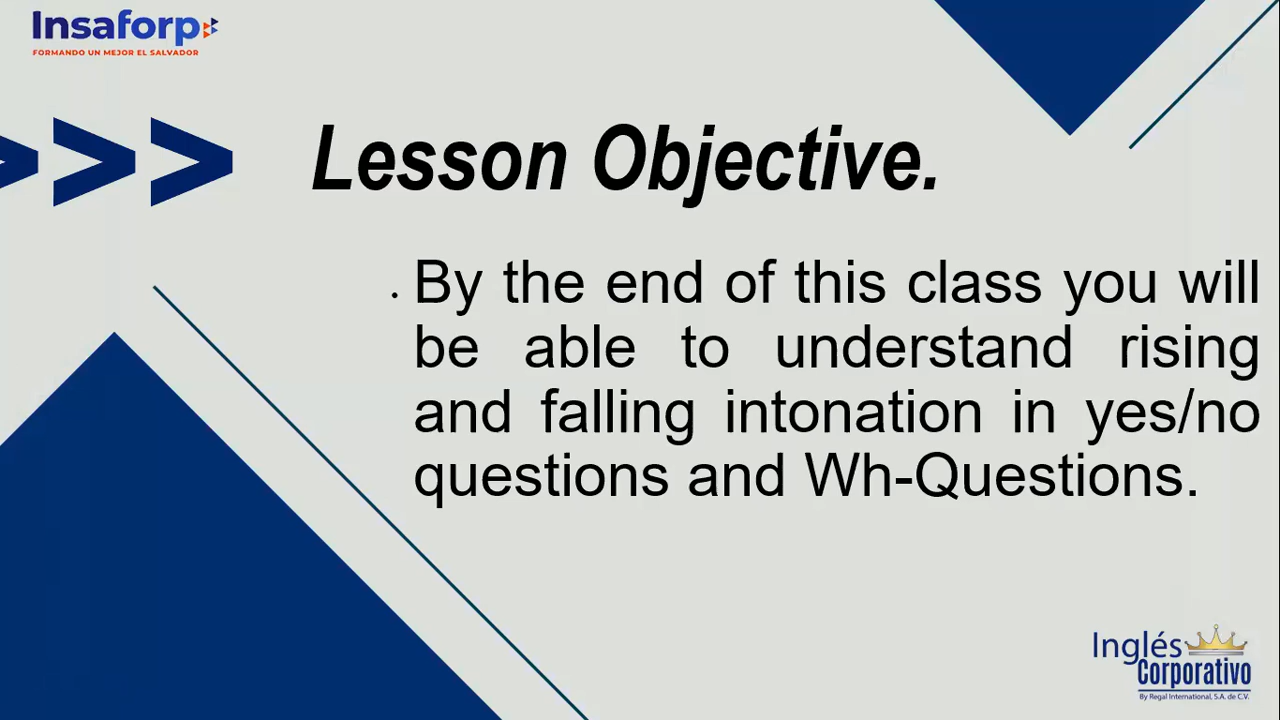 Insaforp
FORMANDO UN MEJOR EL SALVADOR
>>>
Lesson Objective.
. By the end of this class you will
be able to understand rising
and falling intonation in yes/no
questions and Wh-Questions.
Inglés
Corporativo
By Regal International, S.A. de C.V.